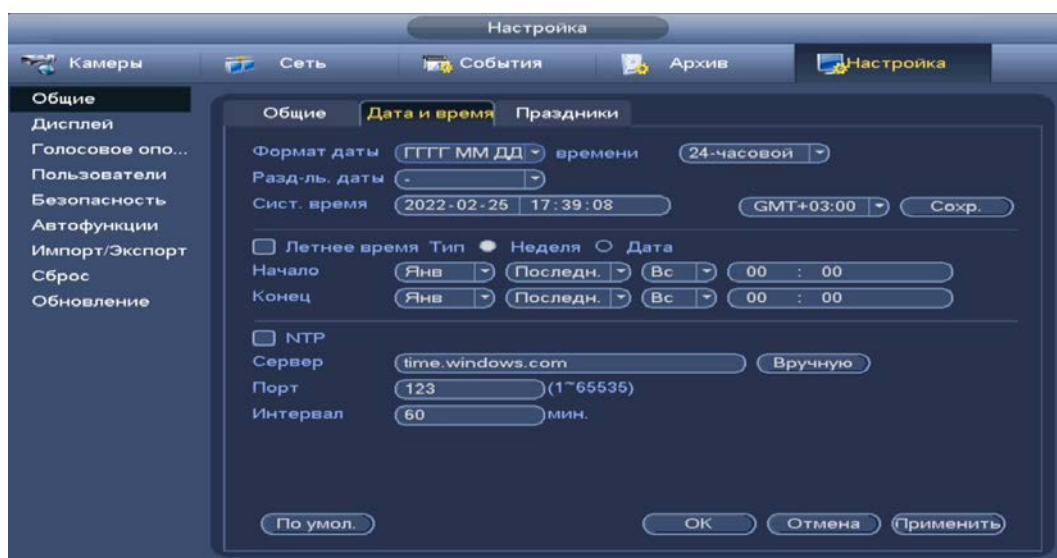 Настройка
Камеры Сеть События Архив Настройка
Общие
Дисплей
Голосовое опо...
Пользователи
Безопасность
Автофункции
Импорт/Экспорт
Сброс
Обновление
Общие Дата и время Праздники
Формат даты ГГГГ ММ ДД времени 24-часовой
Разд-ль. даты -
Сист. время 2022-02-25 17:39:08 GMT+03:00 Сохр.
Летнее время Тип Неделя Дата
Начало Янв Последн. Вс 00 : 00
Конец Янв Последн. Вс 00 : 00
NTP
Сервер time.windows.com Вручную
Порт 123 (1~65535)
Интервал 60 мин.
По умол. OK Отмена Применить